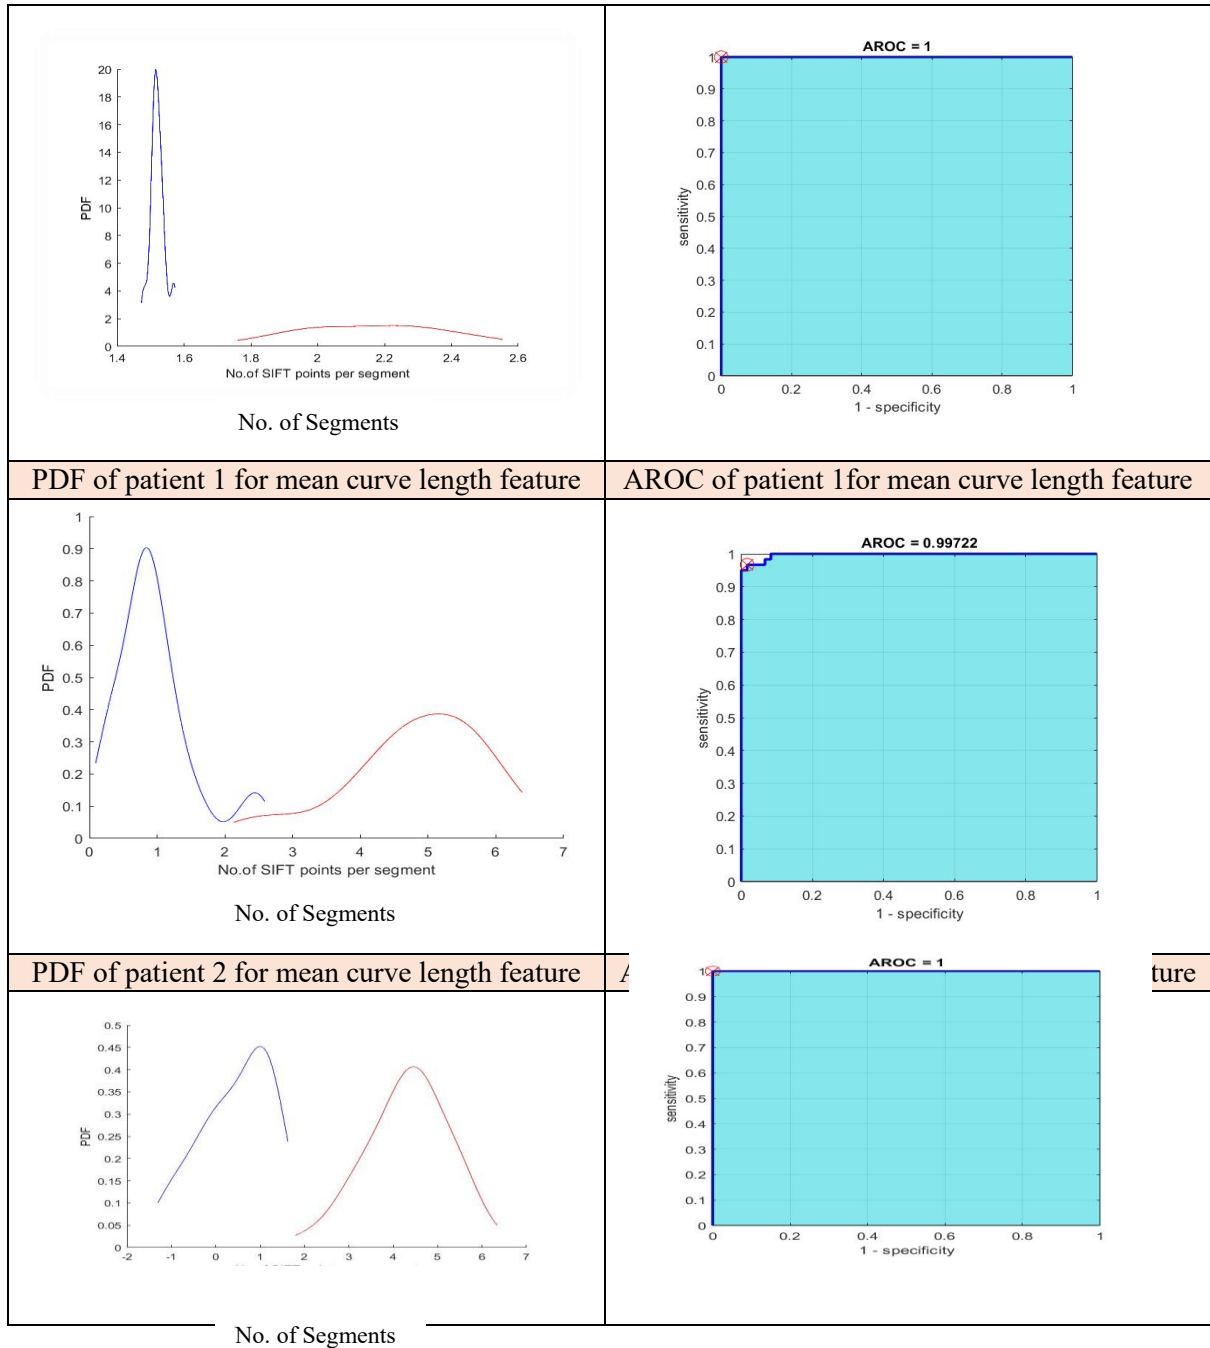 20
18
16
14
12
10
8
6
4
2
0
PDF
1.4 1.6 1.8 2 2.2 2.4 2.6
No.of SIFT points per segment
No. of Segments
AROC = 1
1
0.9
0.8
0.7
0.6
0.5
0.4
0.3
0.2
0.1
0
sensitivity
0 0.2 0.4 0.6 0.8 1
1 - specificity
PDF of patient 1 for mean curve length feature
AROC of patient 1for mean curve length feature
1
0.9
0.8
0.7
0.6
0.5
0.4
0.3
0.2
0.1
0
PDF
0 1 2 3 4 5 6 7
No.of SIFT points per segment
No. of Segments
AROC = 0.99722
1
0.9
0.8
0.7
0.6
0.5
0.4
0.3
0.2
0.1
0
sensitivity
0 0.2 0.4 0.6 0.8 1
1 - specificity
PDF of patient 2 for mean curve length feature
ture
0.5
0.45
0.4
0.35
0.3
0.25
0.2
0.15
0.1
0.05
0
PDF
-2 -1 0 1 2 3 4 5 6 7
No. of Segments
AROC = 1
1
0.9
0.8
0.7
0.6
0.5
0.4
0.3
0.2
0.1
0
sensitivity
0 0.2 0.4 0.6 0.8 1
1 - specificity